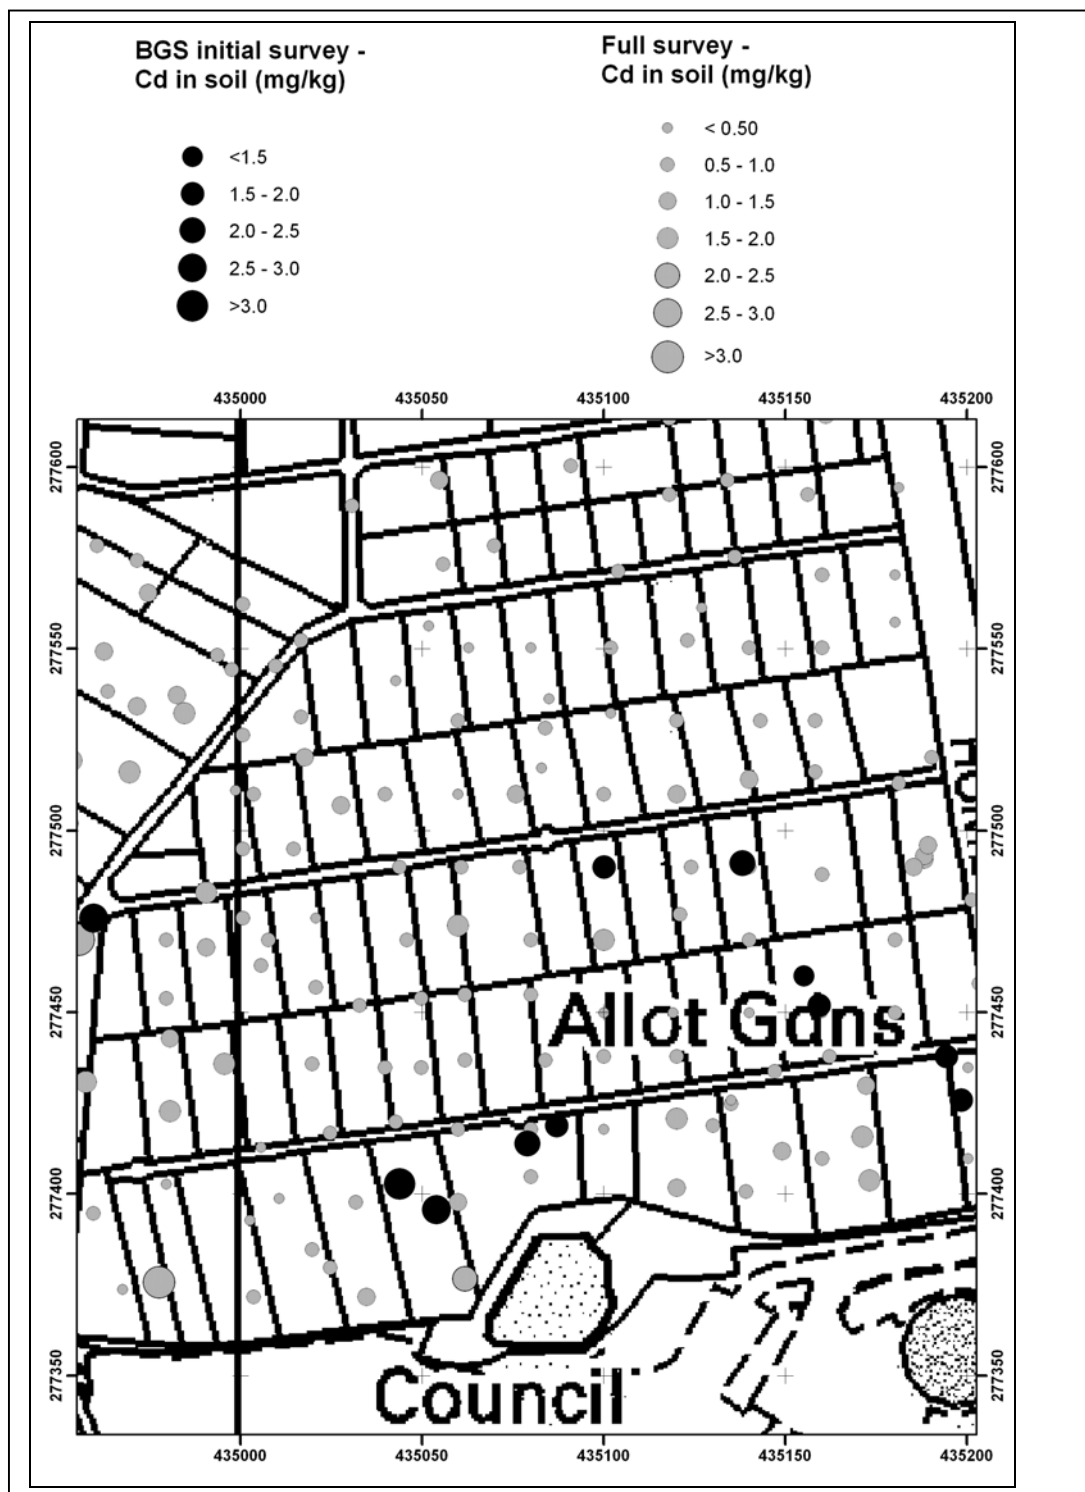 BGS initial survey -
Cd in soil (mg/kg)
<1.5
1.5 - 2.0
2.0 - 2.5
2.5 - 3.0
>3.0
Full survey -
Cd in soil (mg/kg)
< 0.50
0.5 - 1.0
1.0 - 1.5
1.5 - 2.0
2.0 - 2.5
2.5 - 3.0
>3.0
435000 435050 435100 435150 435200
277600 277600
277550 277550
277500 277500
277450 277450
Allot Gdns
277400 277400
277350 277350
Council
435000 435050 435100 435150 435200